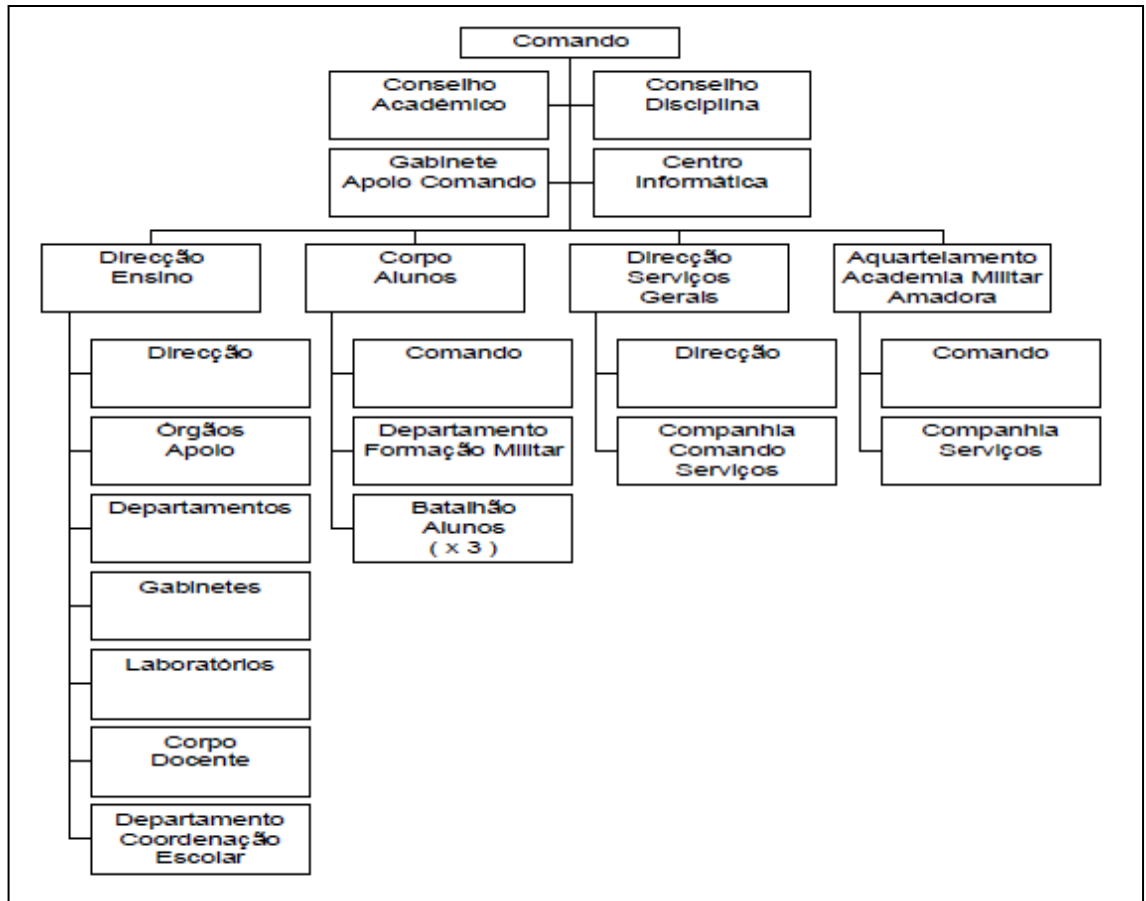 Comando
Conselho
Académico
Conselho
Disciplina
Gabinete
Apoio Comando
Centro
Informática
Direcção
Ensino
Corpo
Alunos
Direcção
Serviços
Gerais
Aquartelamento
Academia Militar
Amadora
Direcção
Órgãos
Apoio
Departamentos
Gabinetes
Laboratórios
Corpo
Docente
Departamento
Coordenação
Escolar
Comando
Departamento
Formação Militar
Batalhão
Alunos
( x 3 )
Direcção
Companhia
Comando
Serviços
Comando
Companhia
Serviços